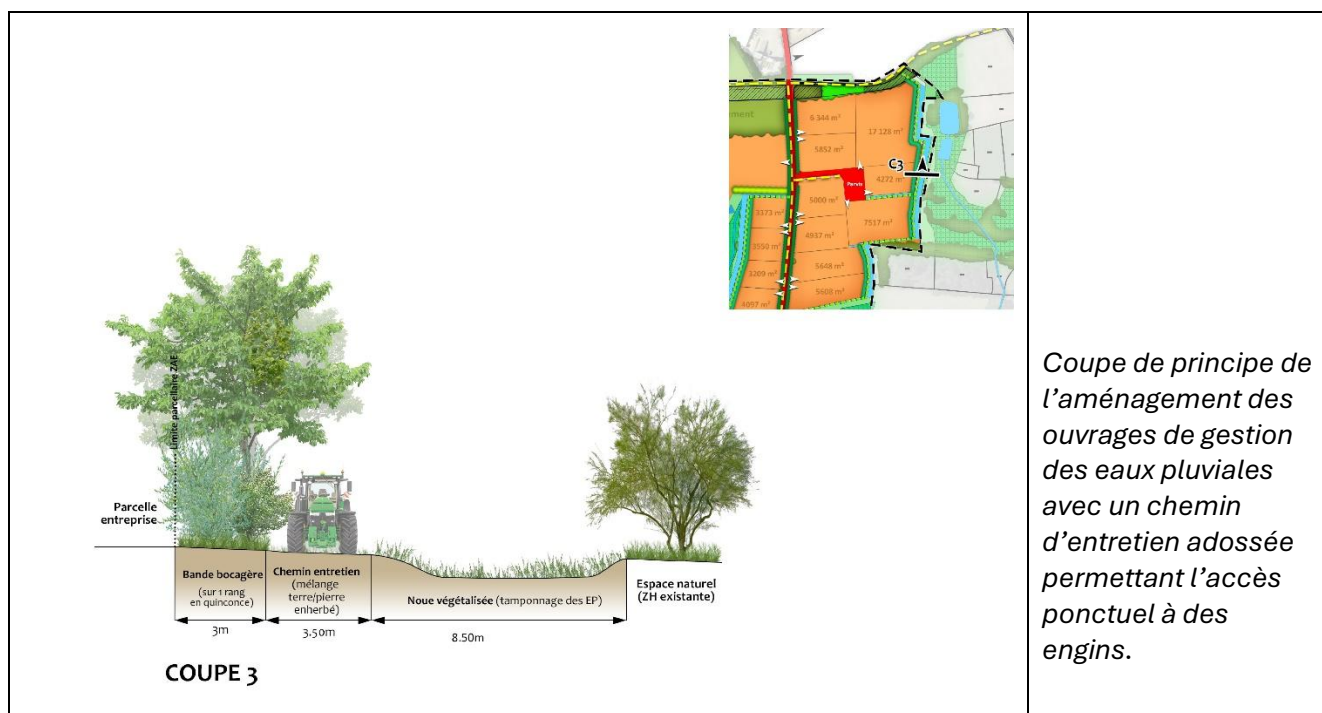 6 344 m²
17 126 m²
5852 m²
C3
4272 m²
Parvis
5000 m²
3373 m²
7517 m²
4937 m²
3550 m²
5648 m²
3209 m²
5608 m²
4097 m²
Limite parcellaire ZAE
Parcelle
entreprise
Bande bocagère
(sur 1 rang
en quinconce)
Chemin entretien
(mélange
terre/pierre
enherbé)
Noue végétalisée (tamponnage des EP)
Espace naturel
(ZH existante)
3m
3.50m
8.50m
COUPE 3
Coupe de principe de
l’aménagement des
ouvrages de gestion
des eaux pluviales
avec un chemin
d’entretien adossée
permettant l’accès
ponctuel à des
engins.